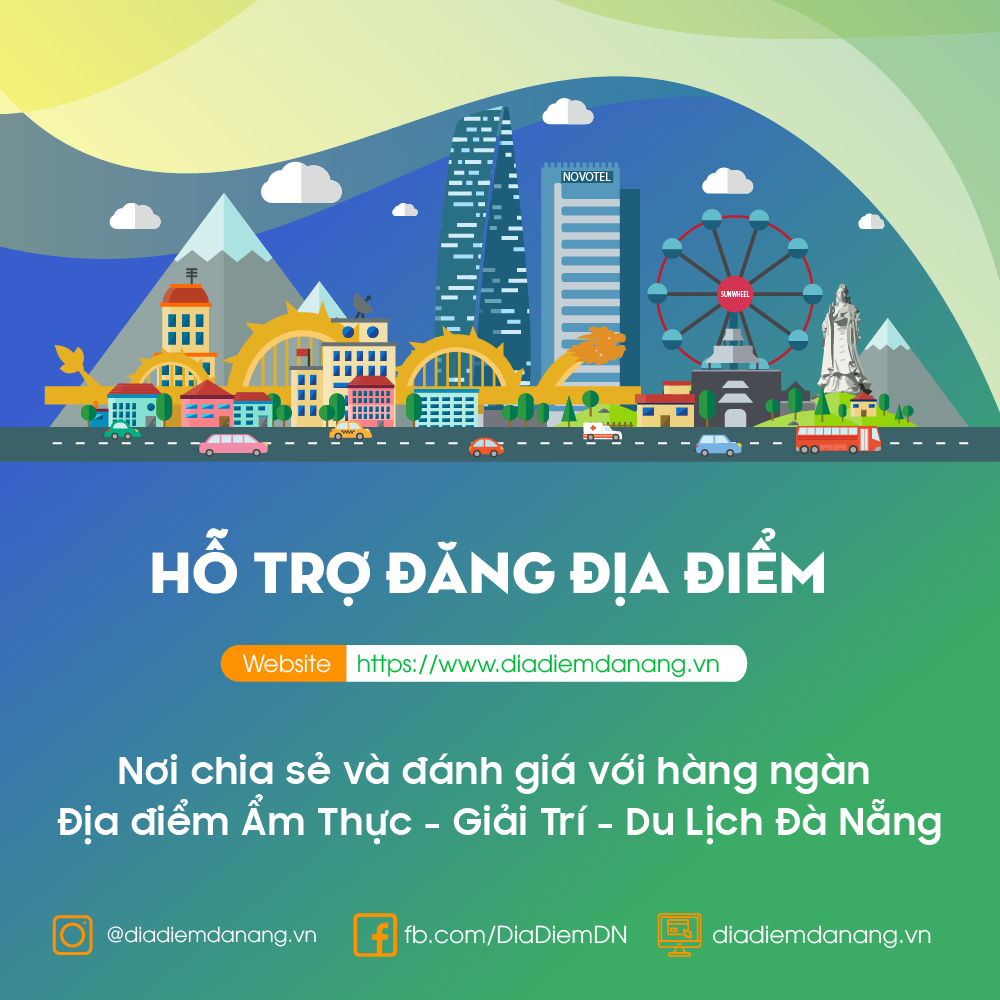 NOVOTEL
SUNWHEEL
HỖ TRỢ ĐĂNG ĐỊA ĐIỂM
Website https://www.diadiemdanang.vn
Nơi chia sẻ và đánh giá với hàng ngàn
Địa điểm Ẩm Thực - Giải Trí - Du Lịch Đà Nẵng
@diadiemdanang.vn fb.com/DiaDiemDN diadiemdanang.vn